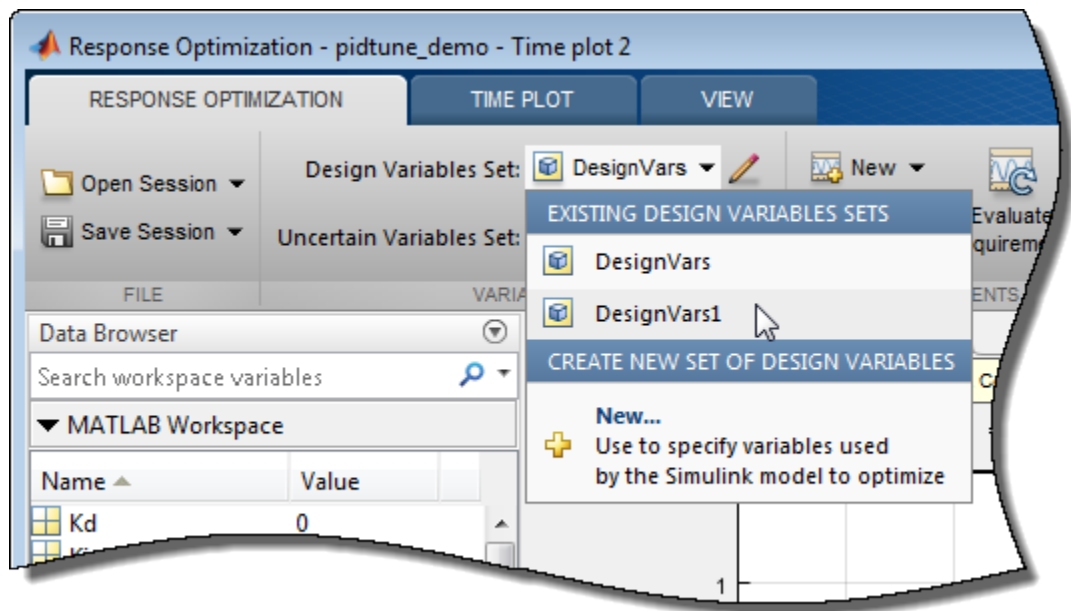 Response Optimization - pidtune_demo - Time plot 2
RESPONSE OPTIMIZATION
TIME PLOT
VIEW
Open Session
Save Session
FILE
Design Variables Set:
DesignVars
Uncertain Variables Set:
New
Evaluate
EXISTING DESIGN VARIABLES SETS
DesignVars
DesignVars1
CREATE NEW SET OF DESIGN VARIABLES
New...
Use to specify variables used
by the Simulink model to optimize
Data Browser
Search workspace variables
MATLAB Workspace
Name
Value
Kd
0
1